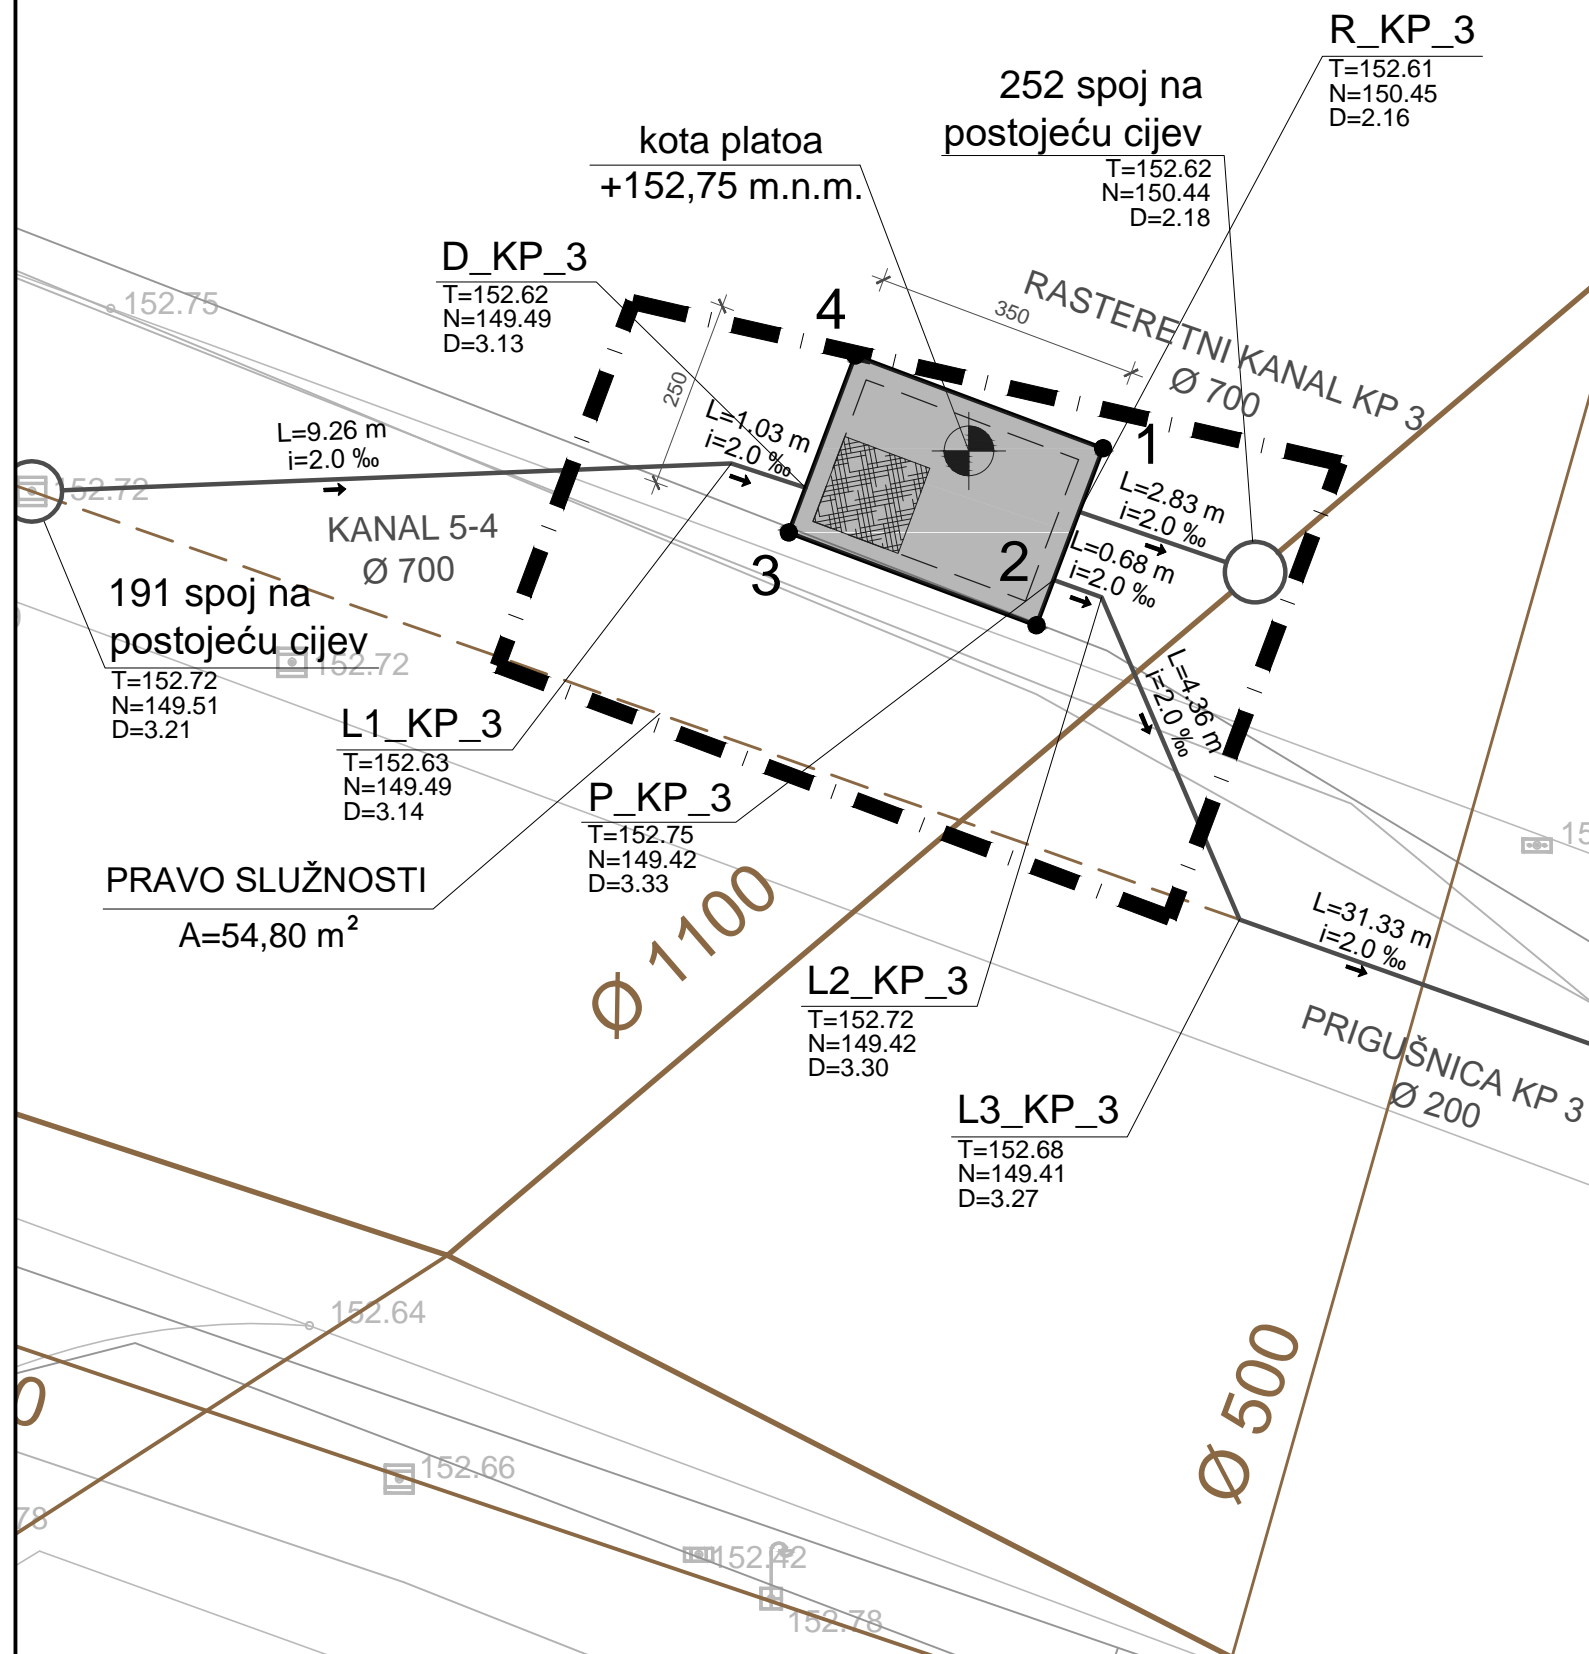 R_KP_3
T=152.61
N=150.45
D=2.16
252 spoj na
postojeću cijev
T=152.62
N=150.44
D=2.18
kota platoa
+152,75 m.n.m.
D_KP_3
T=152.62
N=149.49
D=3.13
152.75
4
350
RASTERETNI KANAL KP 3
Ø 700
250
L=1.03 m
i=2.0 ‰
1
L=9.26 m
i=2.0 ‰
152.72
L=2.83 m
i=2.0 ‰
KANAL 5-4
Ø 700
3
2
L=0.68 m
i=2.0 ‰
191 spoj na
postojeću cijev
T=152.72
N=149.51
D=3.21
152.72
L=4.36 m
i=2.0 ‰
L1_KP_3
T=152.63
N=149.49
D=3.14
P_KP_3
T=152.75
N=149.42
D=3.33
15
PRAVO SLUŽNOSTI
A=54,80 m²
Ø 1100
L=31.33 m
i=2.0 ‰
L2_KP_3
T=152.72
N=149.42
D=3.30
PRIGUŠNICA KP 3
Ø 200
L3_KP_3
T=152.68
N=149.41
D=3.27
152.64
Ø 500
0
152.66
78
152.42
152.78